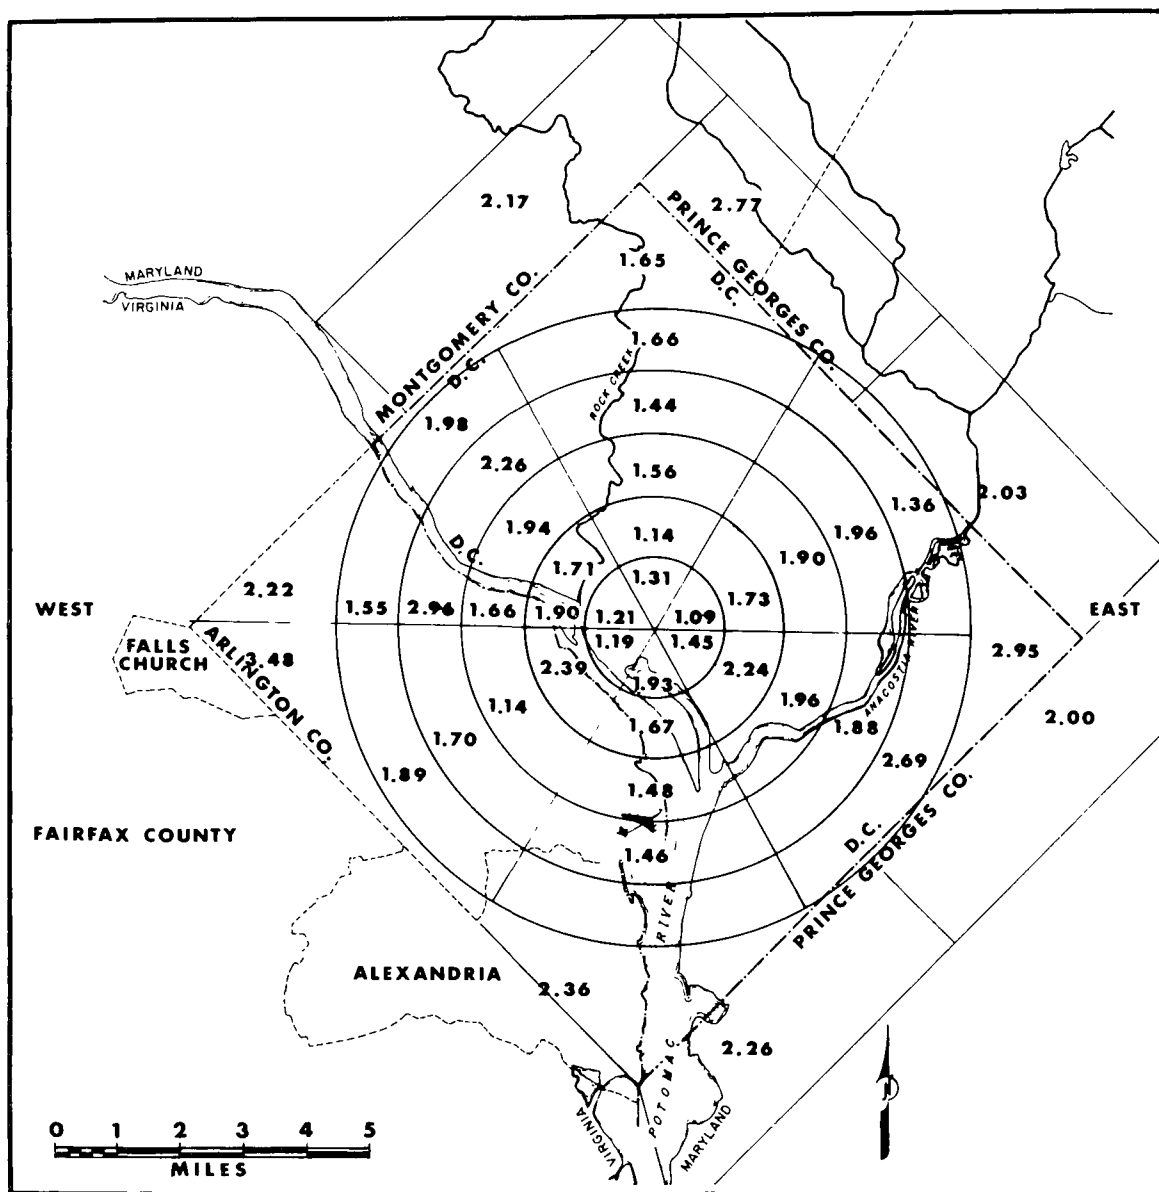 2.17
2.77
PRINCE GEORGES CO.
D.C.
1.65
MARYLAND
VIRGINIA
MONTGOMERY CO.
D.C.
1.66
ROCK CREEK
1.44
1.98
2.26
1.56
1.36
2.03
1.94
1.14
1.96
1.90
D.C.
1.71
1.31
1.73
2.22
WEST
1.55
2.96
1.66
1.90
1.21
1.09
EAST
1.19
1.45
FALLS
CHURCH
2.48
ARLINGTON CO.
2.39
1.93
2.24
ANACOSTIA RIVER
2.95
1.14
1.67
1.96
1.88
2.00
1.70
1.89
2.69
1.48
FAIRFAX COUNTY
1.46
D.C.
PRINCE GEORGES CO.
ALEXANDRIA
2.36
POTOMAC RIVER
2.26
N
VIRGINIA
MARYLAND
0 1 2 3 4 5
MILES